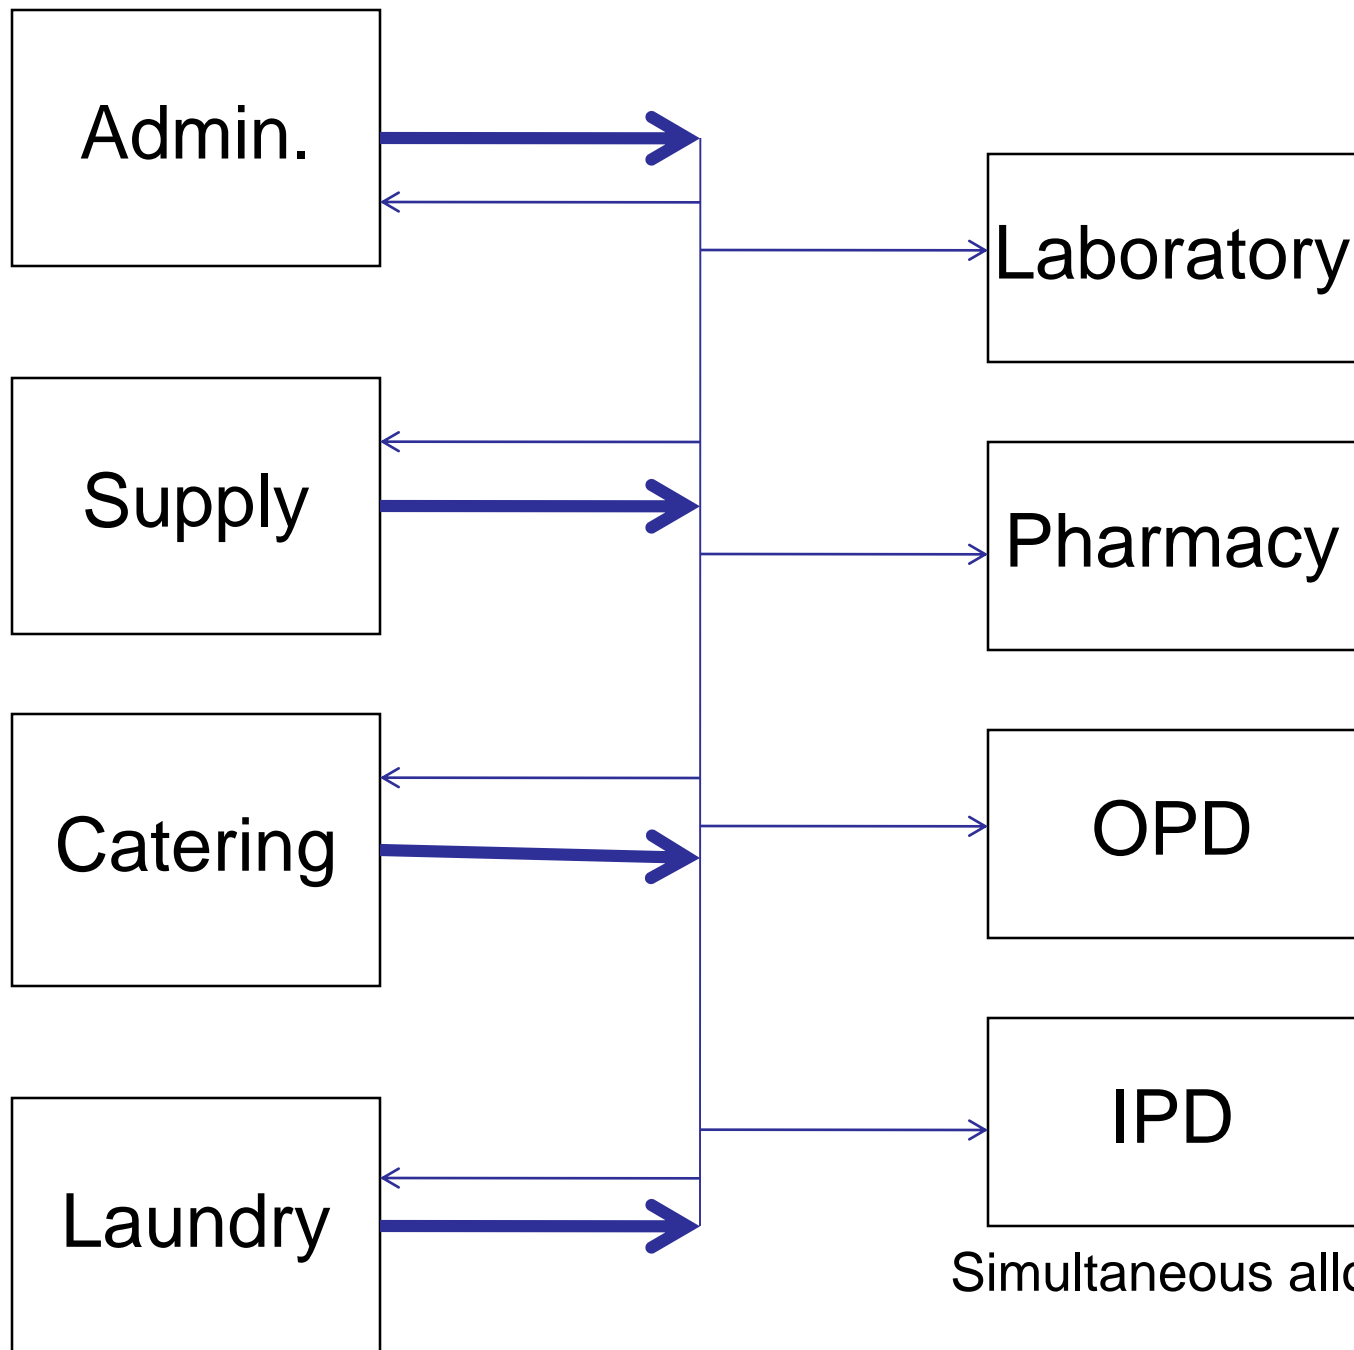 Admin.
Laboratory
Supply
Pharmacy
Catering
OPD
IPD
Laundry
Simultaneous